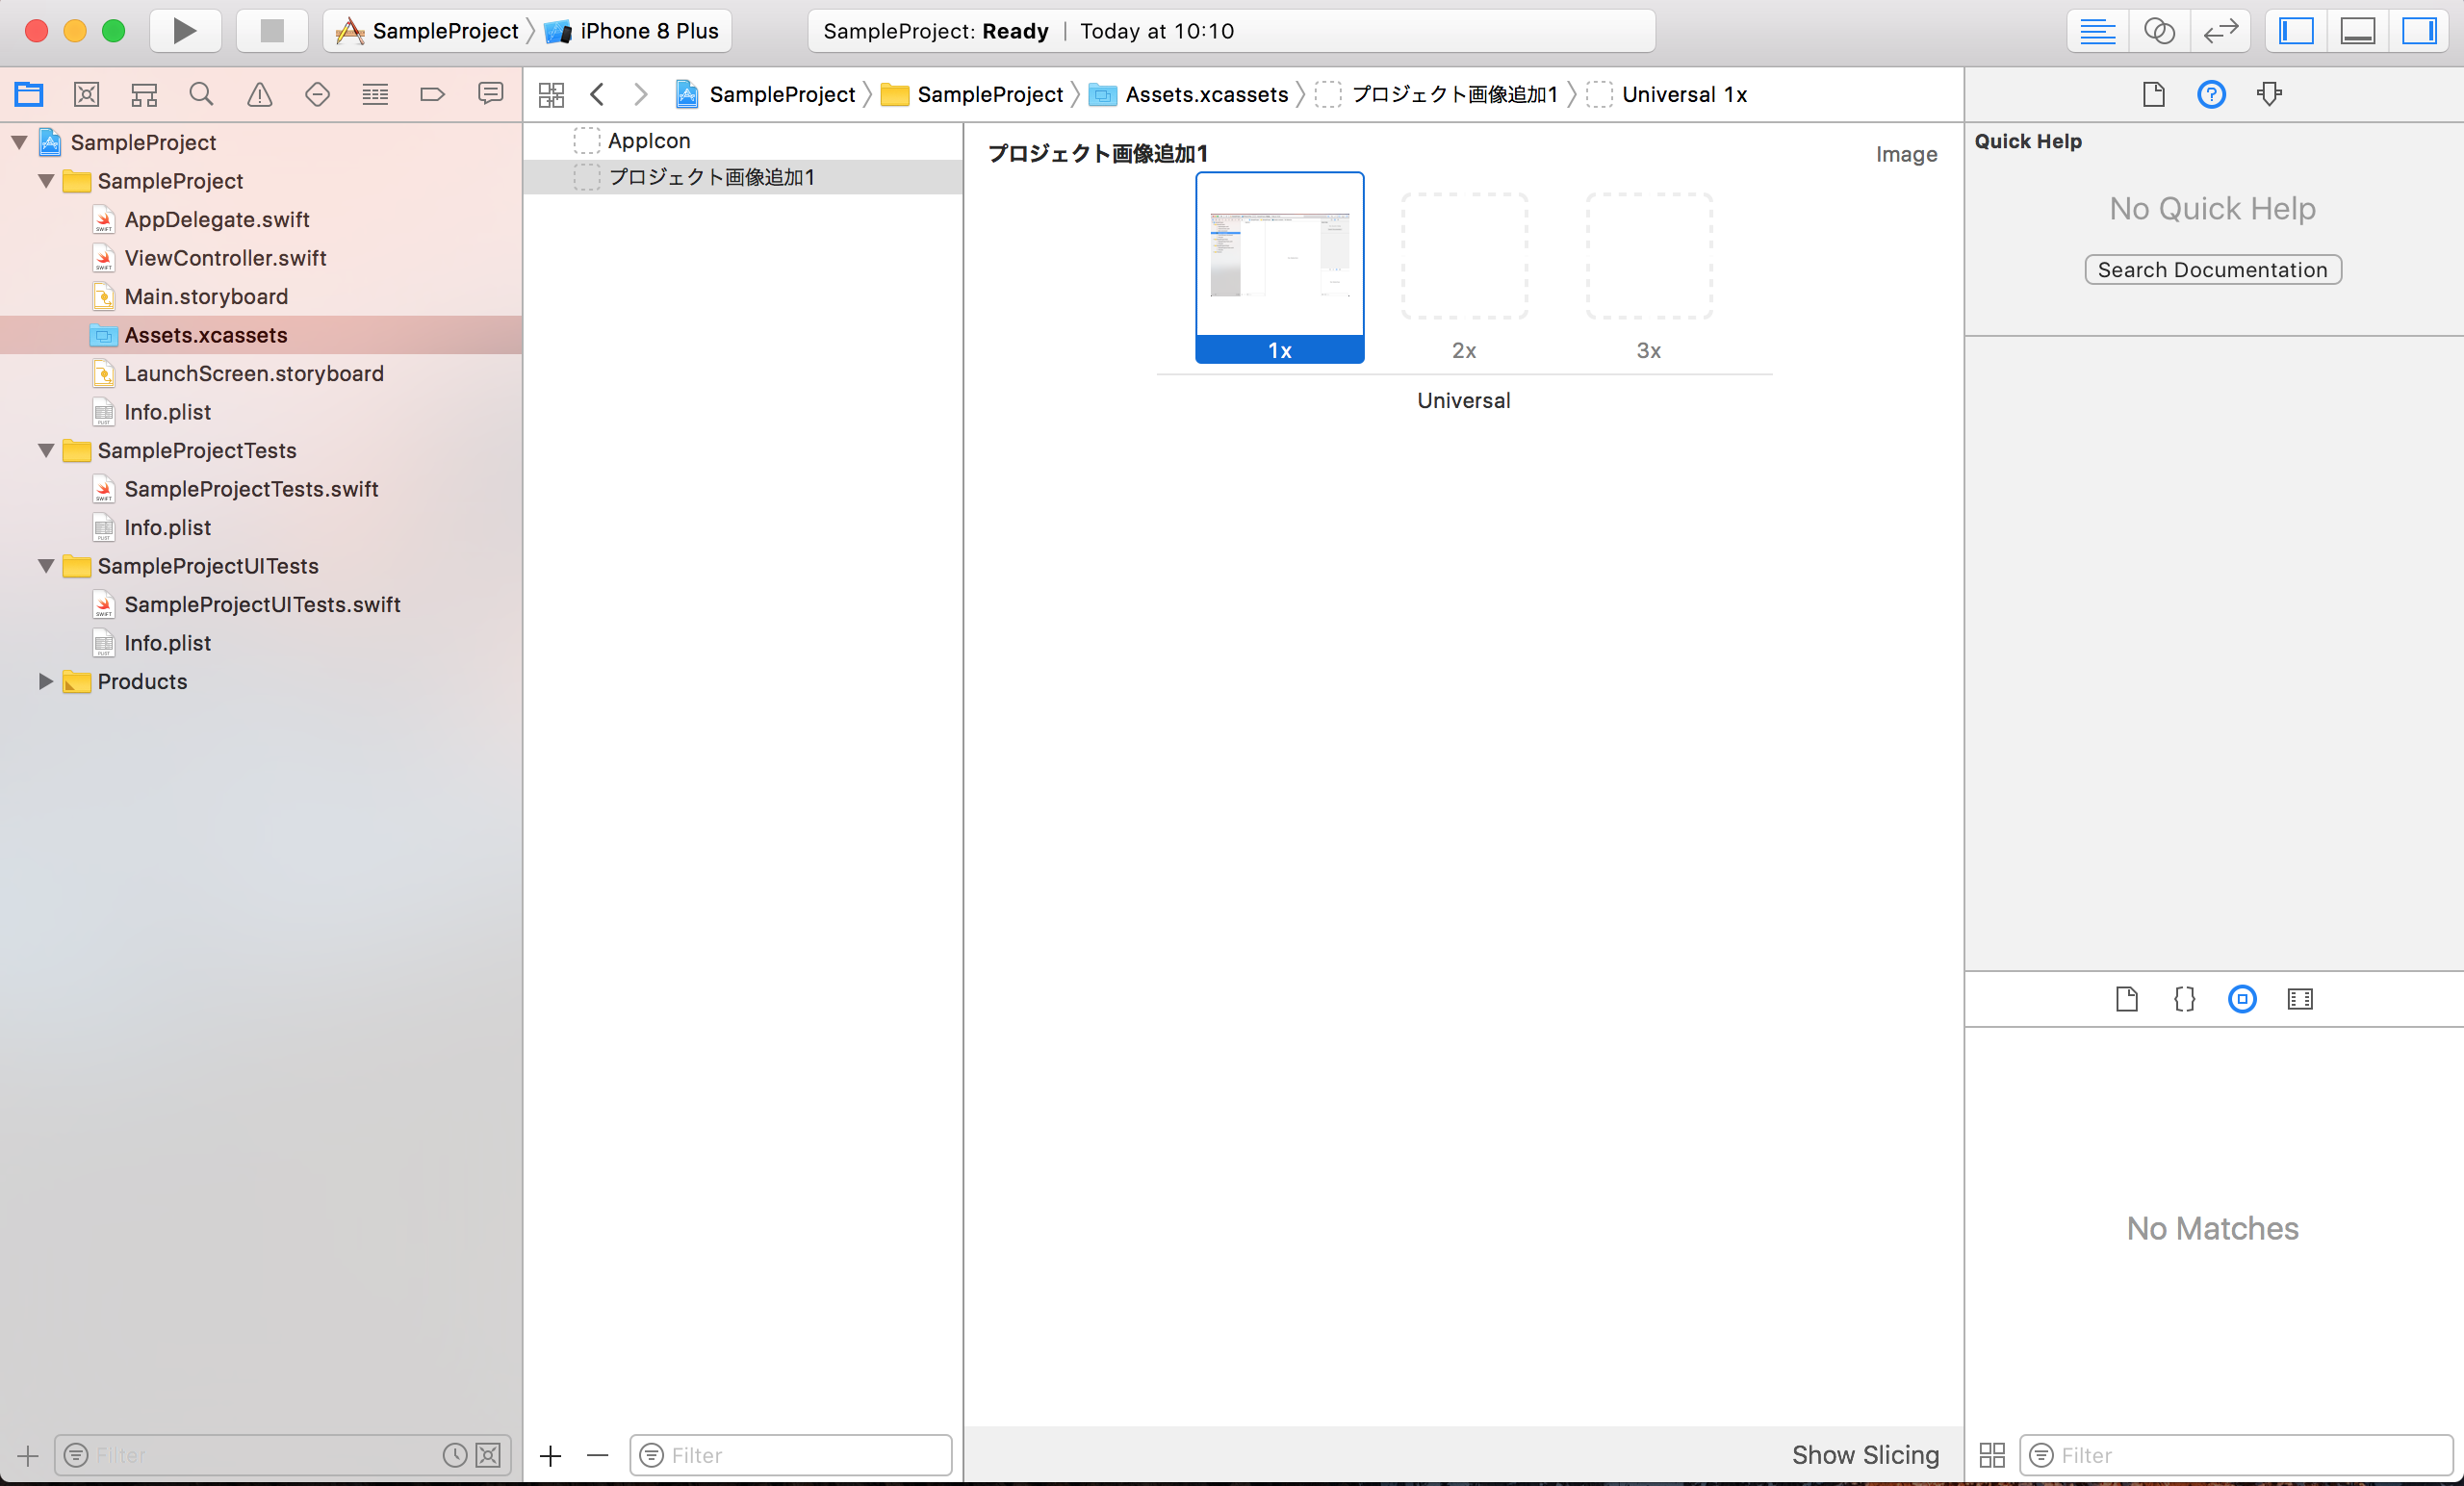 SampleProject iPhone 8 Plus
SampleProject: Ready | Today at 10:10
SampleProject SampleProject Assets.xcassets プロジェクト画像追加1 Universal 1x
SampleProject
SampleProject
AppDelegate.swift
ViewController.swift
Main.storyboard
Assets.xcassets
LaunchScreen.storyboard
Info.plist
SampleProjectTests
SampleProjectTests.swift
Info.plist
SampleProjectUITests
SampleProjectUITests.swift
Info.plist
Products
Filter
AppIcon
プロジェクト画像追加1
Filter
プロジェクト画像追加1
Image
1x
2x
3x
Universal
Show Slicing
Quick Help
No Quick Help
Search Documentation
No Matches
Filter